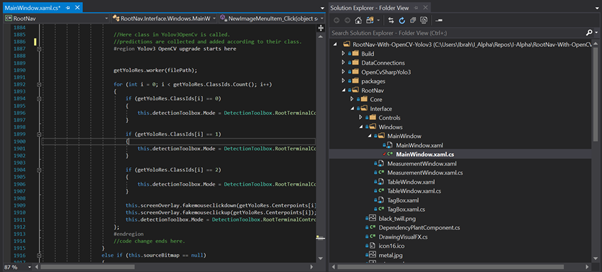 MainWindow.xaml.cs*
RootNav
RootNav.Interface.Windows.MainW
NewImageMenuItem_Click(objec
1884
1885 //Here class in Yolov3OpenCV is called.
1886 //predictions are collected and added according to their class.
1887 #region Yolov3 OpenCV upgrade starts here
1888
1889 getYoloRes.worker(filePath);
1890
1891
1892 for (int i = 0; i < getYoloRes.ClassIds.Count(); i++)
1893 {
1894 if (getYoloRes.ClassIds[i] == 0)
1895 {
1896 this.detectionToolbox.Mode = DetectionToolbox.RootTerminalCo
1897 }
1898
1899 if (getYoloRes.ClassIds[i] == 1)
1900 {
1901 this.detectionToolbox.Mode = DetectionToolbox.RootTerminalCo
1902 }
1903
1904 if (getYoloRes.ClassIds[i] == 2)
1905 {
1906 this.detectionToolbox.Mode = DetectionToolbox.RootTerminalCo
1907 }
1908
1909 this.screenOverlay.fakemouseclickdown(getYoloRes.Centerpoints[i]
1910 this.screenOverlay.fakemouseclickup(getYoloRes.Centerpoints[i]);
1911 this.detectionToolbox.Mode = DetectionToolbox.RootTerminalContro
1912 };
1913 #endregion
1914 //code change ends here.
1915 }
1916 else if (this.sourceBitmap == null)
1917 {
87 %
Solution Explorer - Folder View
Search Solution Explorer - Folder View (Ctrl+;)
RootNav-With-OpenCV-Yolov3 (C:\Users\Ibrah\J_Alpha\Repos\I-Alpha\RootNav-With-OpenC
Build
DataConnections
OpenCvSharpYolo3
packages
RootNav
Core
Interface
Controls
Windows
MainWindow
MainWindow.xaml
MainWindow.xaml.cs
MeasurementWindow.xaml
MeasurementWindow.xaml.cs
TableWindow.xaml
TableWindow.xaml.cs
TagBox.xaml
TagBox.xaml.cs
black_twill.png
DependencyPlantComponent.cs
DrawingVisualFX.cs
icon16.ico
metal.jpg